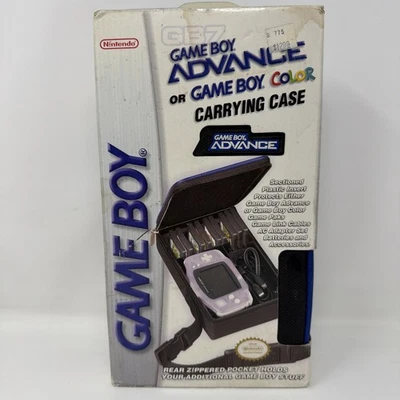 Nintendo
775
GAME BOY
ADVANCE
OR GAME BOY COLOR
CARRYING CASE
GAME BOY
ADVANCE
Sectioned
Plastic Insert
Protects Either
Game Boy Advance
or Game Boy Color
Game Paks
Game Link Cables
AC Adapter Set
Batteries and
Accessories.
GAME BOY
REAR ZIPPERED POCKET HOLDS
YOUR ADDITIONAL GAME BOY STUFF
Nintendo